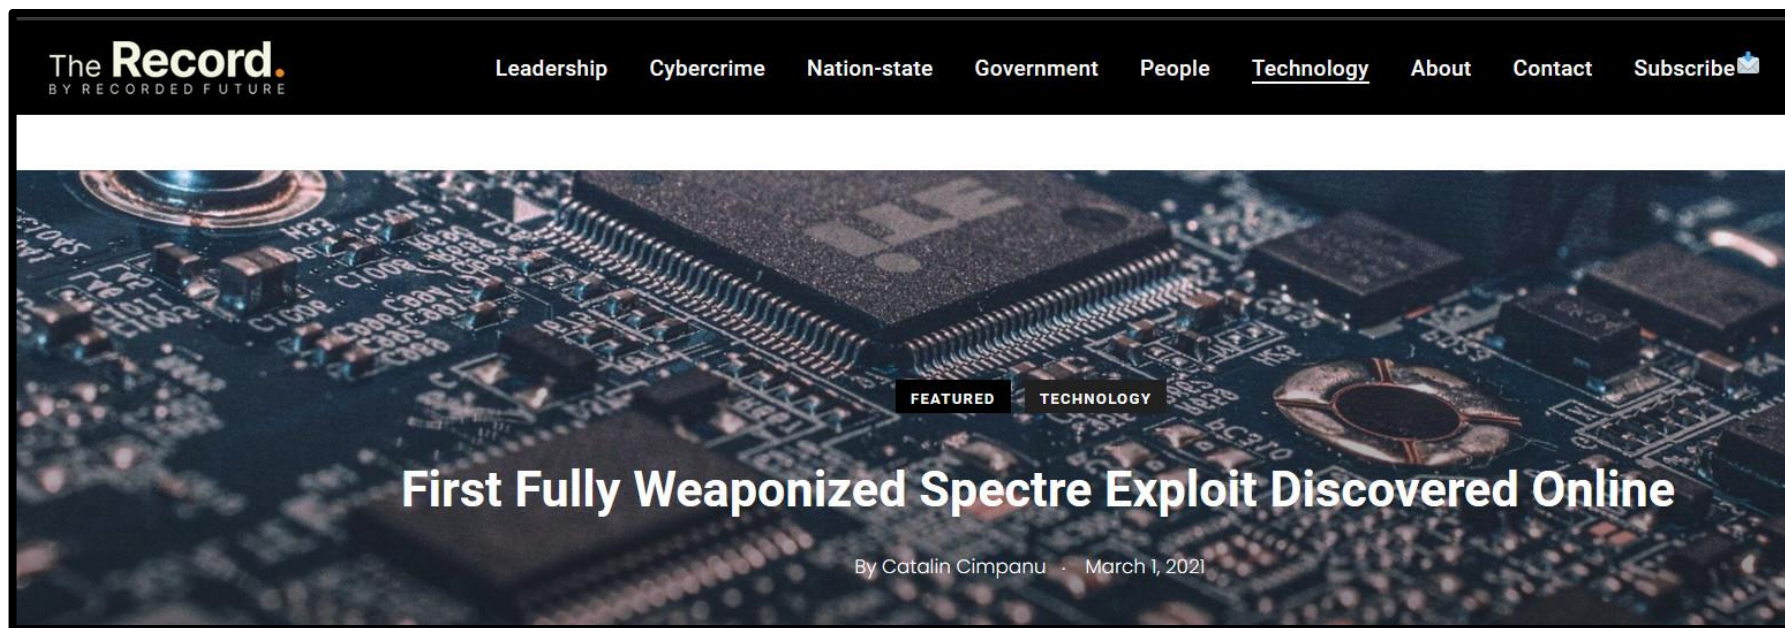 The Record.
BY RECORDED FUTURE
Leadership Cybercrime Nation-state Government People Technology About Contact Subscribe
FEATURED TECHNOLOGY
First Fully Weaponized Spectre Exploit Discovered Online
By Catalin Cimpanu · March 1, 2021